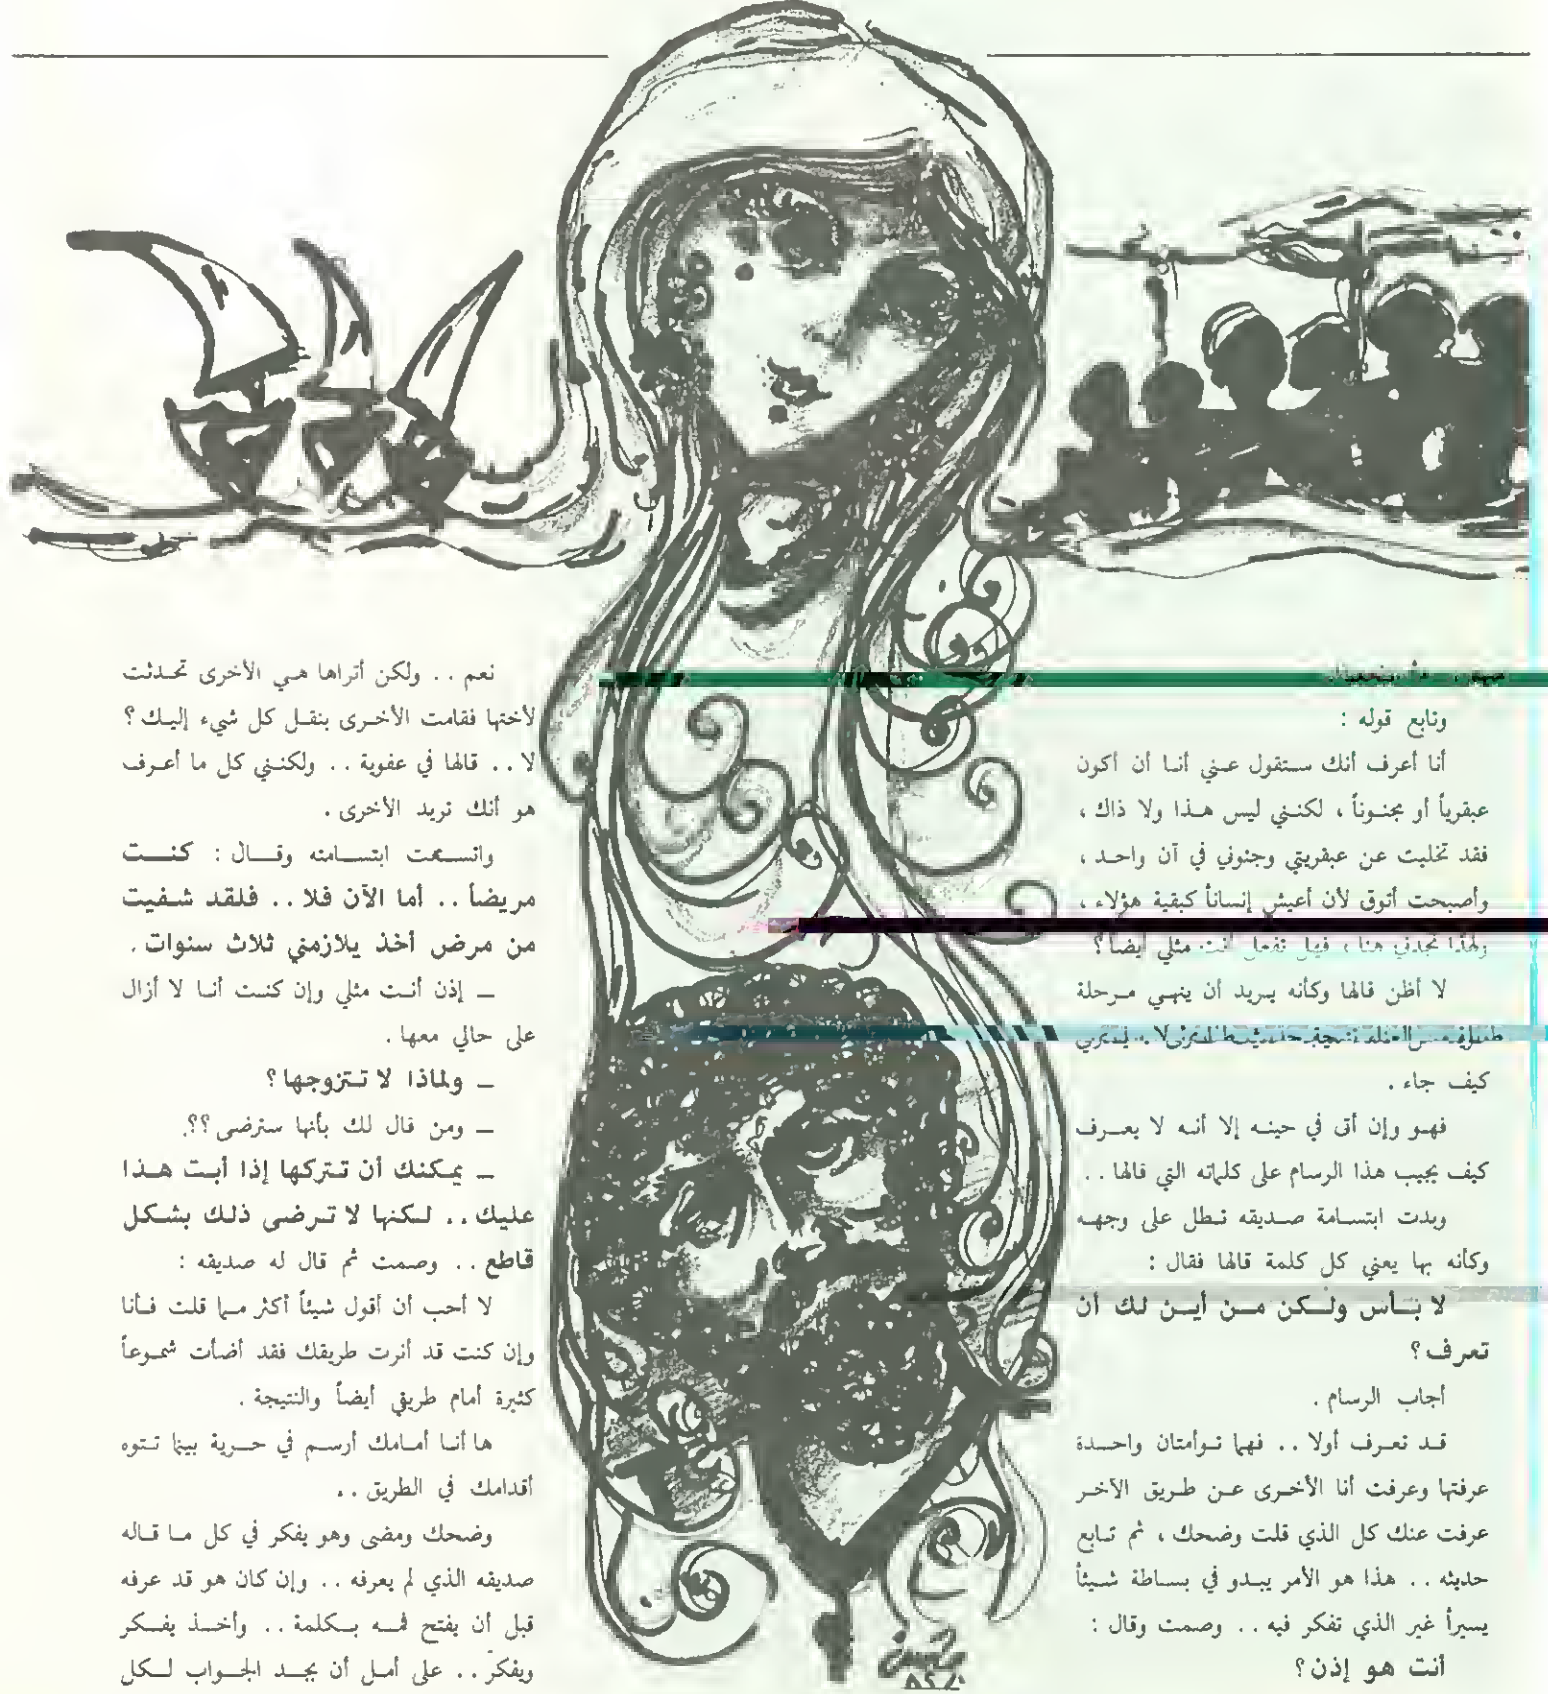 وتابع قوله :
أنا أعرف أنك ستقول عني أنا أن أكون
عبقرياً أو مجنوناً ، لكنني ليس هذا ولا ذاك ،
فقد تخليت عن عبقريتي وجنوني في آن واحد ،
وأصبحت أتوق لأن أعيش إنساناً كبقية هؤلاء ،
ولهذا تجدني هنا ، فهل تفعل أنت مثلي أيضاً ؟
لا أظن قالها وكأنه يريد أن ينهي مرحلة
كيف جاء .
فهو وإن أتى في حينه إلا أنه لا يعرف
كيف يجيب هذا الرسام على كلماته التي قالها . .
وبدت ابتسامة صديقه تطل على وجهه
وكأنه بها يعني كل كلمة قالها فقال :
لا بأس ولكن من أين لك أن
تعرف ؟
أجاب الرسام .
قد تعرف أولا . . فهما توأمتان واحدة
عرفتها وعرفت أنا الأخرى عن طريق الآخر
عرفت عنك كل الذي قلت وضحك ، ثم تابع
حديثه . . هذا هو الأمر يبدو في بساطة شيئاً
يسيراً غير الذي تفكر فيه . . وصمت وقال :
أنت هو إذن ؟
نعم . . ولكن أتراها هي الأخرى تحدثت
لأختها فقامت الأخرى بنقل كل شيء إليك ؟
لا . . قالها في عفوية . . ولكنني كل ما أعرف
هو أنك تريد الأخرى .
واتسعت ابتسامته وقال : كنت
مريضاً . . أما الآن فلا . . فلقد شفيت
من مرض أخذ يلازمني ثلاث سنوات .
ــ إذن أنت مثلي وإن كنت أنا لا أزال
على حالي معها .
ــ ولماذا لا تتزوجها ؟
ــ ومن قال لك بأنها سترضى ؟؟.
ــ يمكنك أن تتركها إذا أبت هذا
عليك . . لكنها لا ترضى ذلك بشكل
قاطع . . وصمت ثم قال له صديقه :
لا أحب أن أقول شيئاً أكثر مما قلت فأنا
وإن كنت قد أنرت طريقك فقد أضأت شموعاً
كثيرة أمام طريقي أيضاً والنتيجة .
ها أنا أمامك أرسم في حرية بينما تتوه
أقدامك في الطريق . .
وضحك ومضى وهو يفكر في كل ما قاله
صديقه الذي لم يعرفه . . وإن كان هو قد عرفه
قبل أن يفتح فمه بكلمة . . وأخذ يفكر
ويفكّر . . على أمل أن يجد الجواب لكل